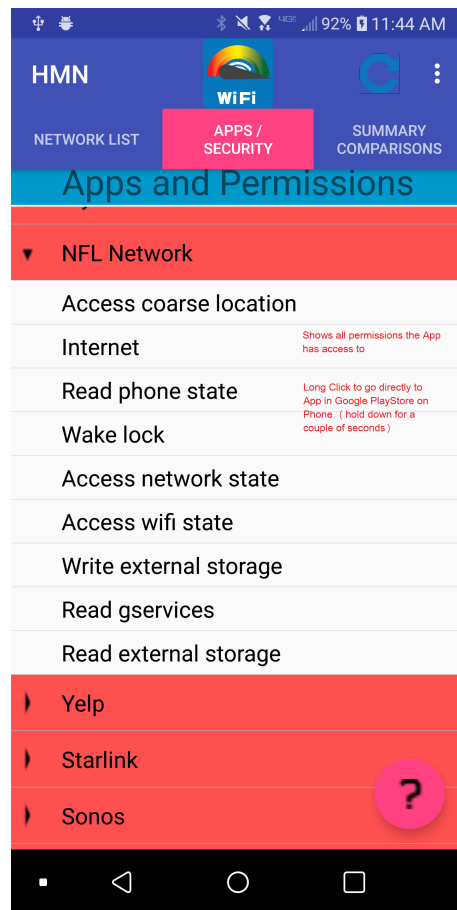 92% 11:44 AM
HMN
WiFi
NETWORK LIST
APPS /
SECURITY
SUMMARY
COMPARISONS
Apps and Permissions
NFL Network
Access coarse location
Internet
Shows all permissions the App
has access to
Read phone state
Long Click to go directly to
App in Google PlayStore on
Phone ( hold down for a
couple of seconds )
Wake lock
Access network state
Access wifi state
Write external storage
Read gservices
Read external storage
Yelp
Starlink
?
Sonos